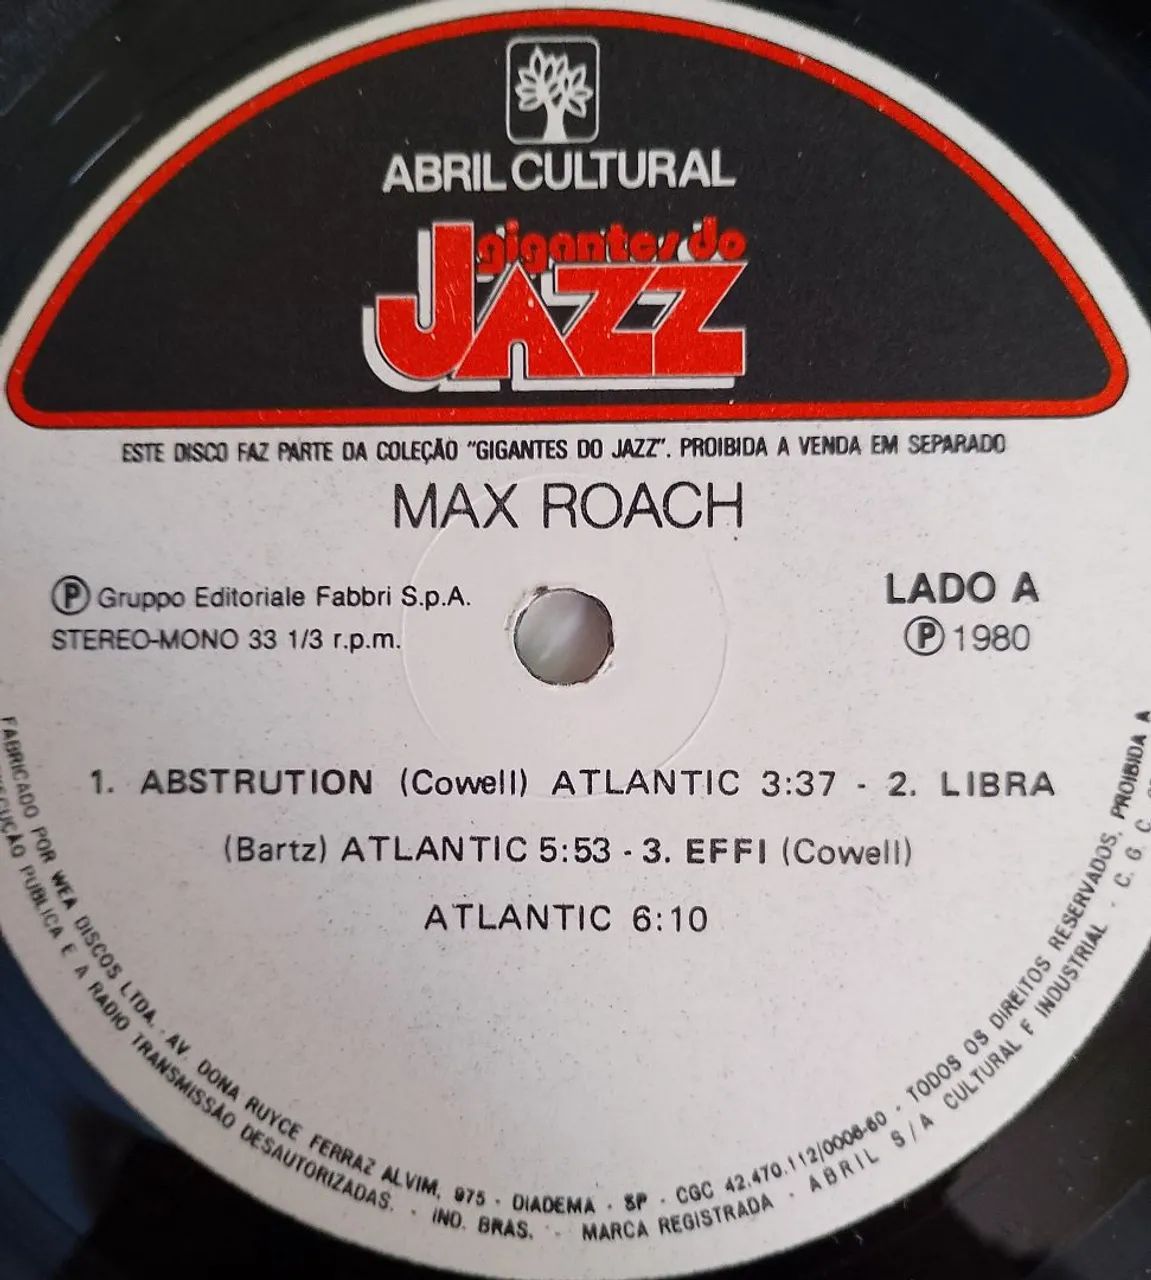 ABRIL CULTURAL
gigantes do
JAZZ
ESTE DISCO FAZ PARTE DA COLEÇÃO "GIGANTES DO JAZZ". PROIBIDA A VENDA EM SEPARADO
MAX ROACH
Ⓟ Gruppo Editoriale Fabbri S.p.A.
STEREO-MONO 33 1/3 r.p.m.
LADO A
Ⓟ 1980
1. ABSTRUTION (Cowell) ATLANTIC 3:37 - 2. LIBRA
(Bartz) ATLANTIC 5:53 - 3. EFFI (Cowell)
ATLANTIC 6:10
FABRICADO POR WEA DISCOS LTDA. - AV. DONA RUYCE FERRAZ ALVIM, 975 - DIADEMA - SP - CGC 42.470.112/0006-60 - TODOS OS DIREITOS RESERVADOS, PROIBIDA A
PÚBLICA E A RADIO TRANSMISSÃO DESAUTORIZADAS. - IND. BRAS. - MARCA REGISTRADA - ABRIL S/A CULTURAL E INDUSTRIAL - C. G. C.